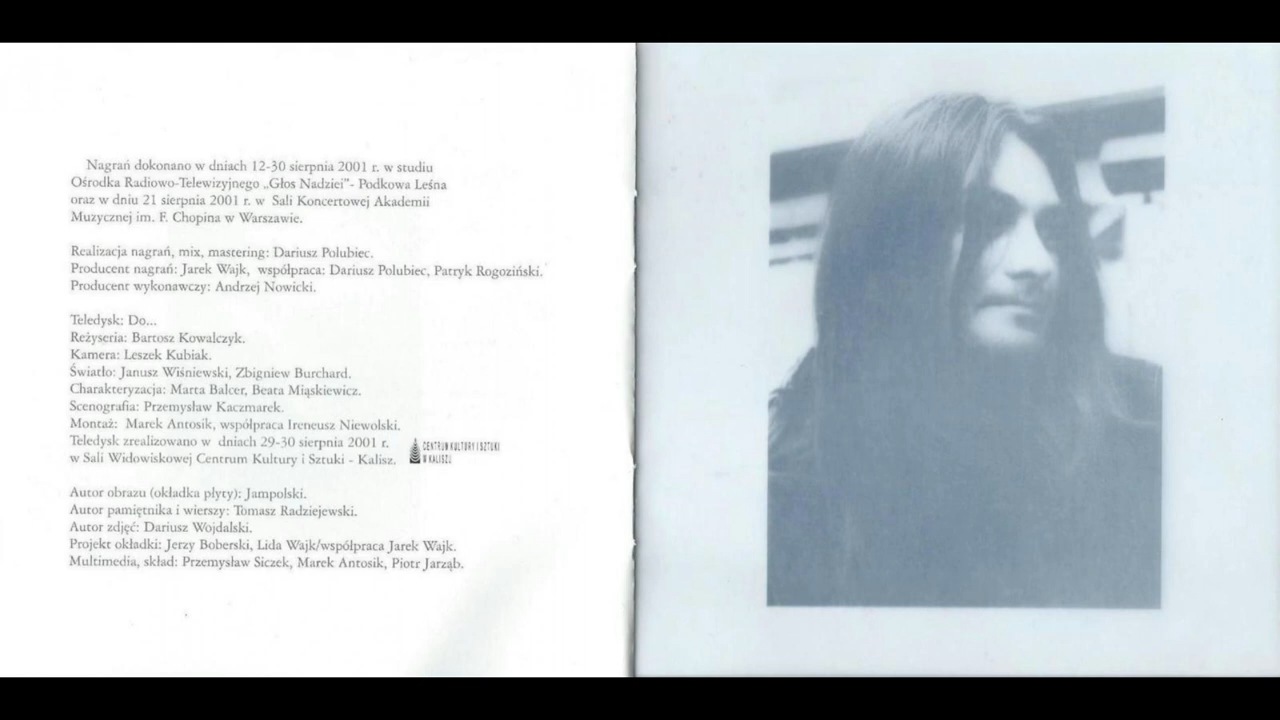 Nagrań dokonano w dniach 12-30 sierpnia 2001 r. w studiu
Ośrodka Radiowo-Telewizyjnego „Głos Nadziei”- Podkowa Leśna
oraz w dniu 21 sierpnia 2001 r. w Sali Koncertowej Akademii
Muzycznej im. F. Chopina w Warszawie.
Realizacja nagrań, mix, mastering: Dariusz Polubiec.
Producent nagrań: Jarek Wajk, współpraca: Dariusz Polubiec, Patryk Rogoziński.
Producent wykonawczy: Andrzej Nowicki.
Teledysk: Do...
Reżyseria: Bartosz Kowalczyk.
Kamera: Leszek Kubiak.
Światło: Janusz Wiśniewski, Zbigniew Burchard.
Charakteryzacja: Marta Balcer, Beata Miąskiewicz.
Scenografia: Przemysław Kaczmarek.
Montaż: Marek Antosik, współpraca Ireneusz Niewolski.
Teledysk zrealizowano w dniach 29-30 sierpnia 2001 r.
w Sali Widowiskowej Centrum Kultury i Sztuki - Kalisz.
CENTRUM KULTURY I SZTUKI
W KALISZU
Autor obrazu (okładka płyty): Jampolski.
Autor pamiętnika i wierszy: Tomasz Radziejewski.
Autor zdjęć: Dariusz Wojdalski.
Projekt okładki: Jerzy Boberski, Lida Wajk/współpraca Jarek Wajk.
Multimedia, skład: Przemysław Siczek, Marek Antosik, Piotr Jarząb.